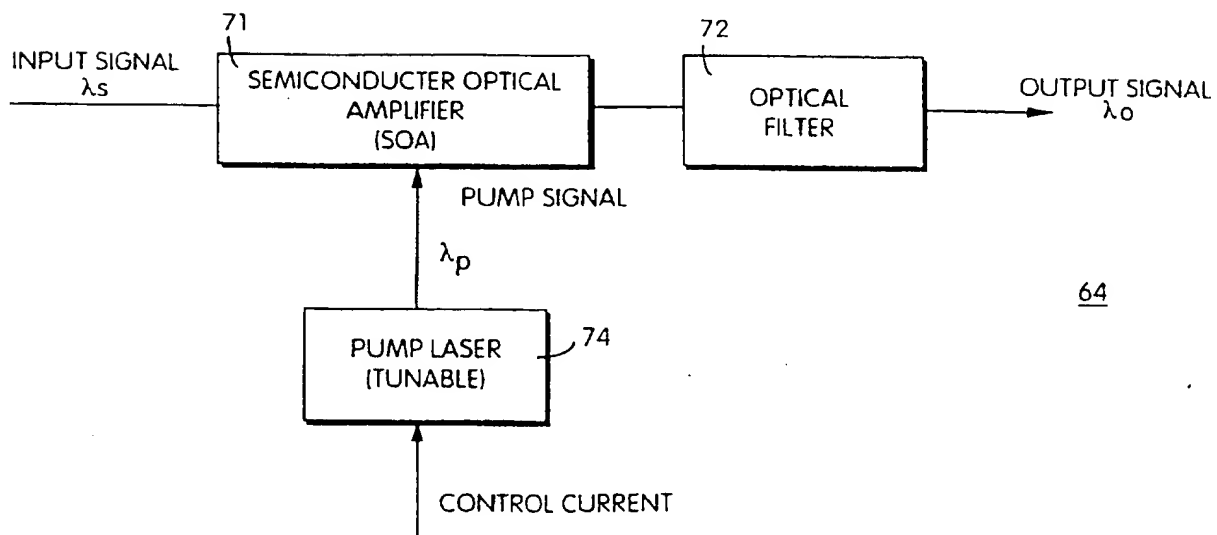 71
INPUT SIGNAL
λs
SEMICONDUCTER OPTICAL
AMPLIFIER
(SOA)
72
OPTICAL
FILTER
OUTPUT SIGNAL
λo
PUMP SIGNAL
λp
64
PUMP LASER
(TUNABLE)
74
CONTROL CURRENT